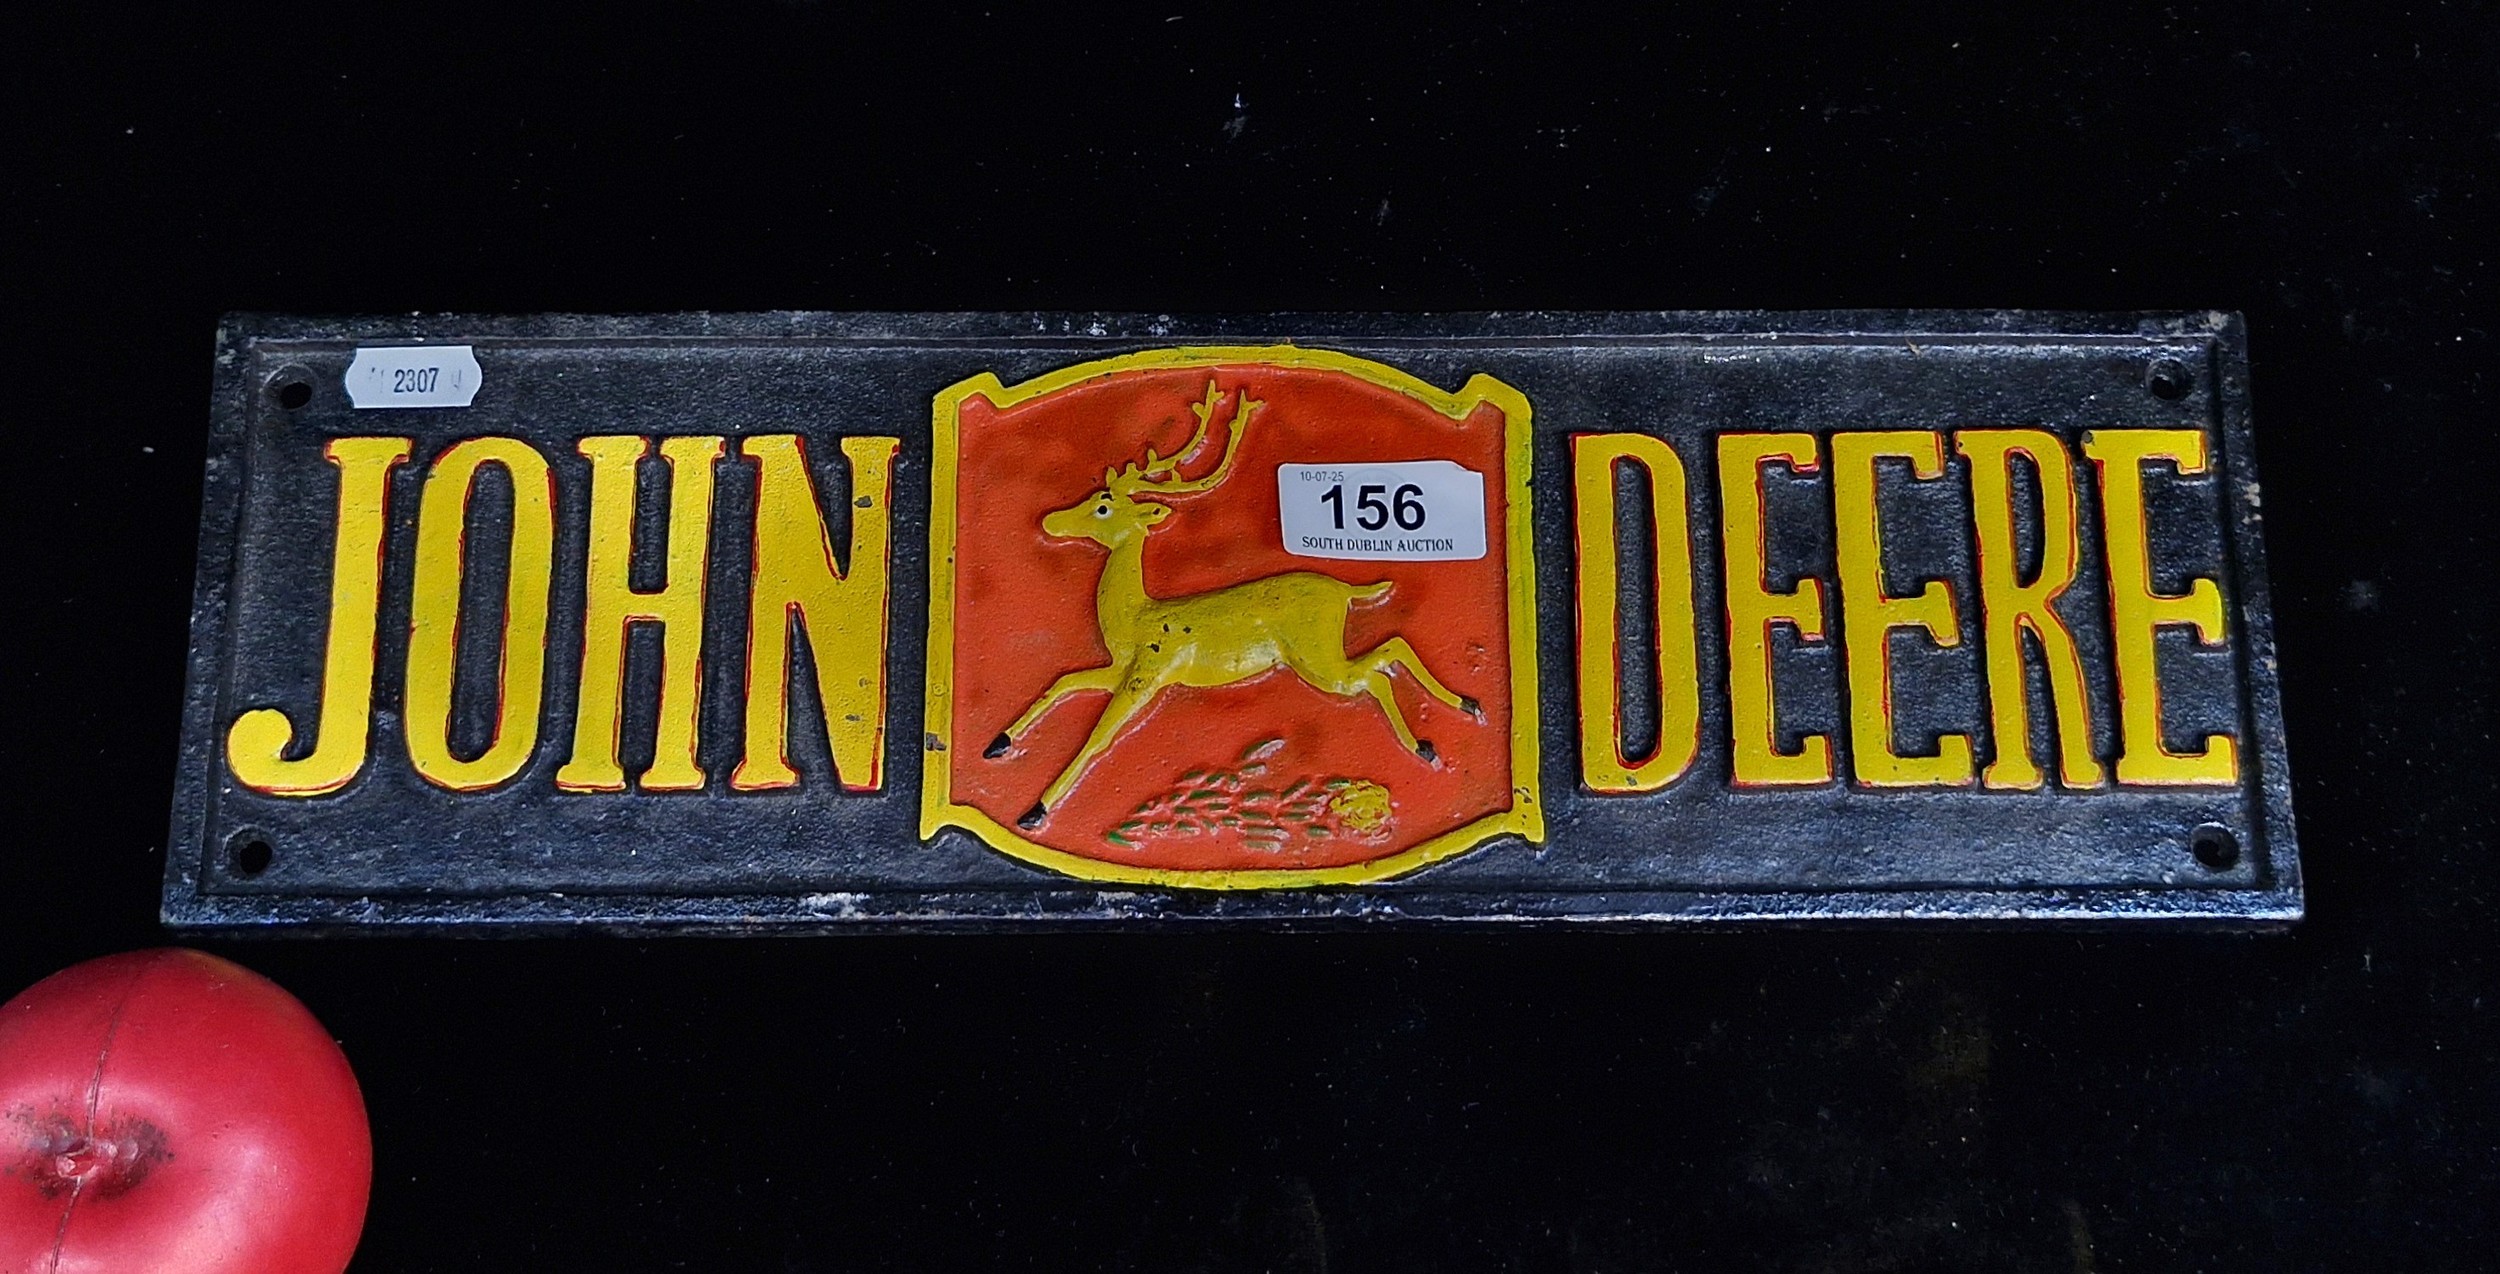 2307
JOHN DEERE
10-07-25
156
SOUTH DUBLIN AUCTION